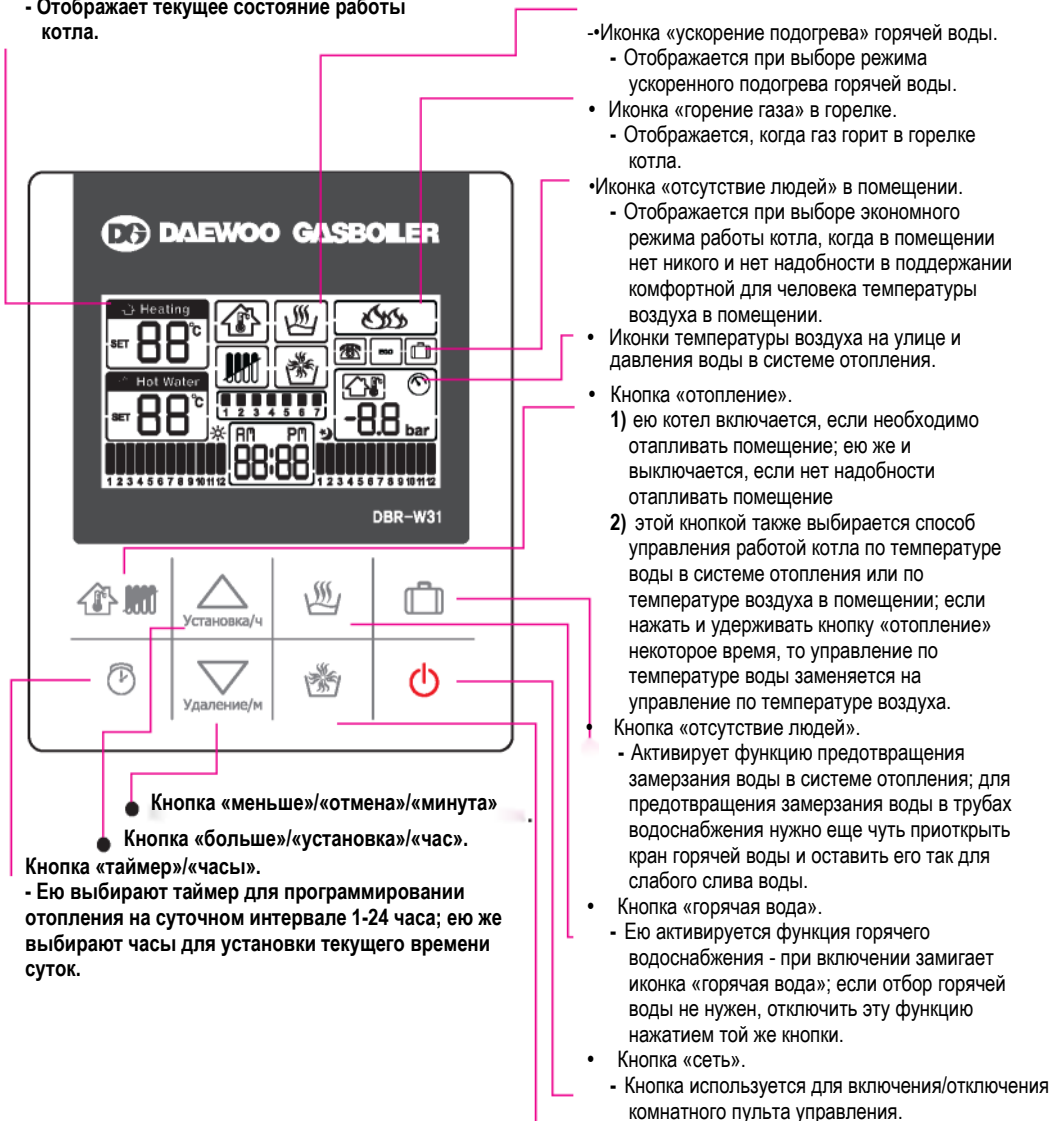 - Отображает текущее состояние работы
котла.
-•Иконка «ускорение подогрева» горячей воды.
- Отображается при выборе режима
ускоренного подогрева горячей воды.
• Иконка «горение газа» в горелке.
- Отображается, когда газ горит в горелке
котла.
•Иконка «отсутствие людей» в помещении.
- Отображается при выборе экономного
режима работы котла, когда в помещении
нет никого и нет надобности в поддержании
комфортной для человека температуры
воздуха в помещении.
• Иконки температуры воздуха на улице и
давления воды в системе отопления.
• Кнопка «отопление».
1) ею котел включается, если необходимо
отапливать помещение; ею же и
выключается, если нет надобности
отапливать помещение
2) этой кнопкой также выбирается способ
управления работой котла по температуре
воды в системе отопления или по
температуре воздуха в помещении; если
нажать и удерживать кнопку «отопление»
некоторое время, то управление по
температуре воды заменяется на
управление по температуре воздуха.
• Кнопка «отсутствие людей».
- Активирует функцию предотвращения
замерзания воды в системе отопления; для
предотвращения замерзания воды в трубах
водоснабжения нужно еще чуть приоткрыть
кран горячей воды и оставить его так для
слабого слива воды.
• Кнопка «горячая вода».
- Ею активируется функция горячего
водоснабжения - при включении замигает
иконка «горячая вода»; если отбор горячей
воды не нужен, отключить эту функцию
нажатием той же кнопки.
• Кнопка «сеть».
- Кнопка используется для включения/отключения
комнатного пульта управления.
DG DAEWOO GASBOILER
Heating
SET 88 °C
Hot Water
SET 88 °C
1 2 3 4 5 6 7
-8.8 bar
AM PM
88:88
1 2 3 4 5 6 7 8 9 10 11 12
1 2 3 4 5 6 7 8 9 10 11 12
DBR-W31
Установка/ч
Удаление/м
• Кнопка «меньше»/«отмена»/«минута» .
• Кнопка «больше»/«установка»/«час».
Кнопка «таймер»/«часы».
- Ею выбирают таймер для программировании
отопления на суточном интервале 1-24 часа; ею же
выбирают часы для установки текущего времени
суток.